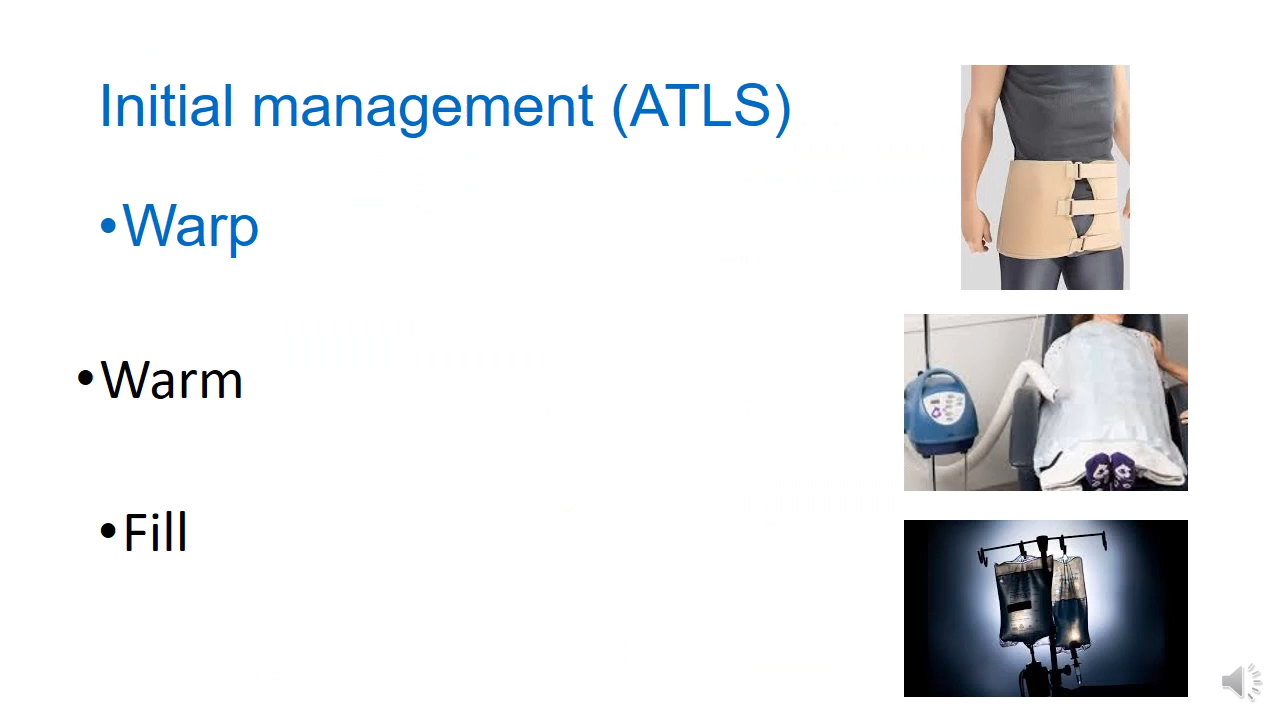 Initial management (ATLS)
•Warp
•Warm
•Fill